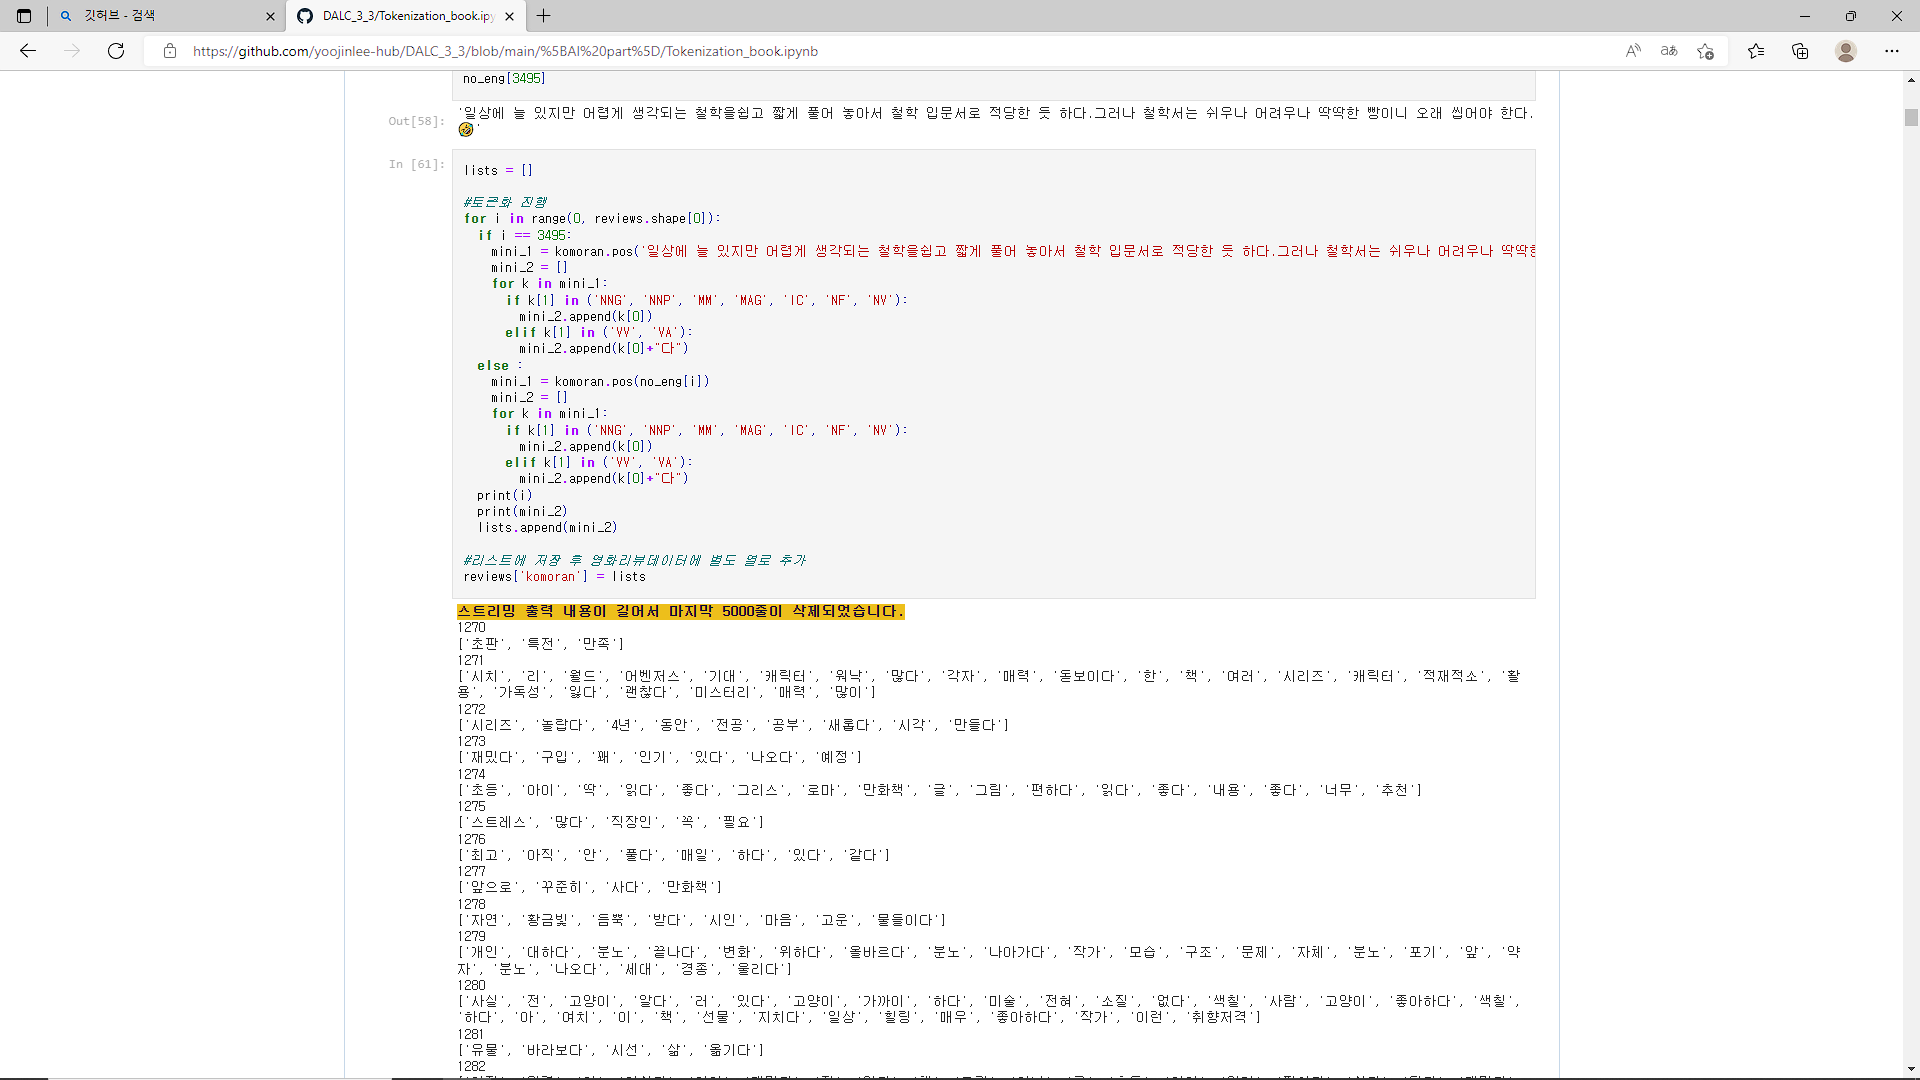 깃허브 - 검색
DALC_3_3/Tokenization_book.ipy
https://github.com/yoojinlee-hub/DALC_3_3/blob/main/%5BAI%20part%5D/Tokenization_book.ipynb
no_eng[3495]
Out[58]:
'일상에 늘 있지만 어렵게 생각되는 철학을쉽고 짧게 풀어 놓아서 철학 입문서로 적당한 듯 하다.그러나 철학서는 쉬우나 어려우나 딱딱한 빵이니 오래 씹어야 한다.
🤣'
In [61]:
lists = []
#토큰화 진행
for i in range(0, reviews.shape[0]):
if i == 3495:
mini_1 = komoran.pos('일상에 늘 있지만 어렵게 생각되는 철학을쉽고 짧게 풀어 놓아서 철학 입문서로 적당한 듯 하다.그러나 철학서는 쉬우나 어려우나 딱딱한
mini_2 = []
for k in mini_1:
if k[1] in ('NNG', 'NNP', 'MM', 'MAG', 'IC', 'NF', 'NV'):
mini_2.append(k[0])
elif k[1] in ('VV', 'VA'):
mini_2.append(k[0]+"다")
else :
mini_1 = komoran.pos(no_eng[i])
mini_2 = []
for k in mini_1:
if k[1] in ('NNG', 'NNP', 'MM', 'MAG', 'IC', 'NF', 'NV'):
mini_2.append(k[0])
elif k[1] in ('VV', 'VA'):
mini_2.append(k[0]+"다")
print(i)
print(mini_2)
lists.append(mini_2)
#리스트에 저장 후 영화리뷰데이터에 별도 열로 추가
reviews['komoran'] = lists
스트리밍 출력 내용이 길어서 마지막 5000줄이 삭제되었습니다.
1270
['초판', '특전', '만족']
1271
['시치', '리', '월드', '어벤저스', '기대', '캐릭터', '워낙', '많다', '각자', '매력', '돋보이다', '한', '책', '여러', '시리즈', '캐릭터', '적재적소', '활
용', '가독성', '잃다', '괜찮다', '미스터리', '매력', '많이']
1272
['시리즈', '놀랍다', '4년', '동안', '전공', '공부', '새롭다', '시각', '만들다']
1273
['재밌다', '구입', '꽤', '인기', '있다', '나오다', '예정']
1274
['초등', '아이', '딱', '읽다', '좋다', '그리스', '로마', '만화책', '글', '그림', '편하다', '읽다', '좋다', '내용', '좋다', '너무', '추천']
1275
['스트레스', '많다', '직장인', '꼭', '필요']
1276
['최고', '아직', '안', '풀다', '매일', '하다', '있다', '같다']
1277
['앞으로', '꾸준히', '사다', '만화책']
1278
['자연', '황금빛', '듬뿍', '받다', '시인', '마음', '고운', '물들이다']
1279
['개인', '대하다', '분노', '끝나다', '변화', '위하다', '올바르다', '분노', '나아가다', '작가', '모습', '구조', '문제', '자체', '분노', '포기', '앞', '약
자', '분노', '나오다', '세대', '경종', '울리다']
1280
['사실', '전', '고양이', '알다', '러', '있다', '고양이', '가까이', '하다', '미술', '전혀', '소질', '없다', '색칠', '사람', '고양이', '좋아하다', '색칠',
'하다', '아', '여치', '이', '책', '선물', '지치다', '일상', '힐링', '매우', '좋아하다', '작가', '이런', '취향저격']
1281
['유물', '바라보다', '시선', '삶', '옮기다']
1282